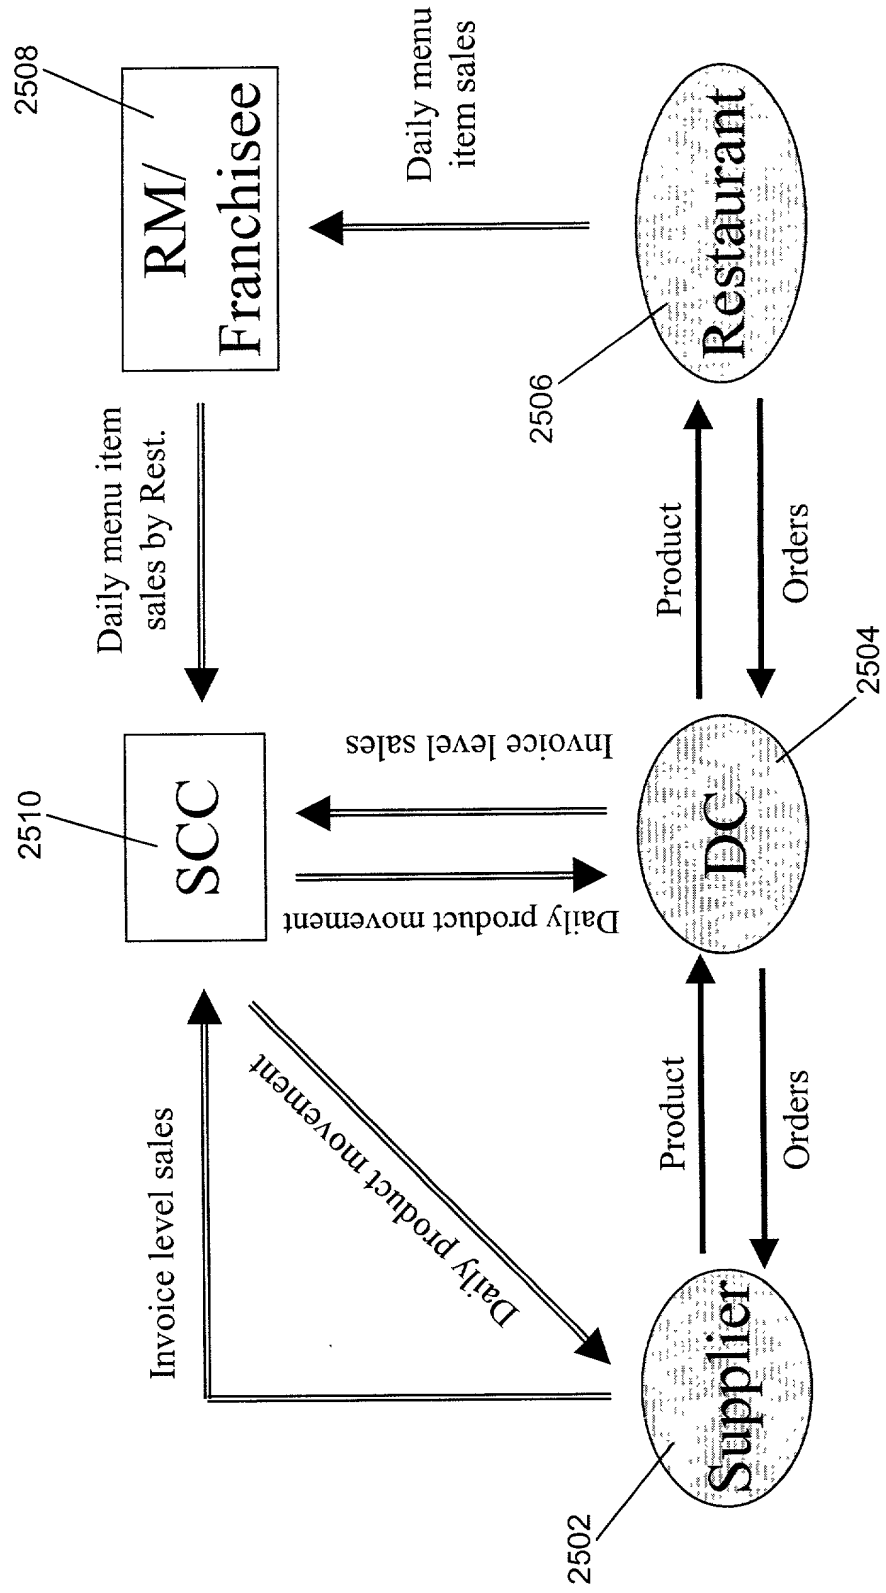 2510
2508
SCC
RM/
Franchisee
Invoice level sales
Daily menu item
sales by Rest.
Daily product movement
Daily product movement
Invoice level sales
Daily menu
item sales
2502
2506
Supplier
DC
Restaurant
Product
Product
Orders
Orders
2504